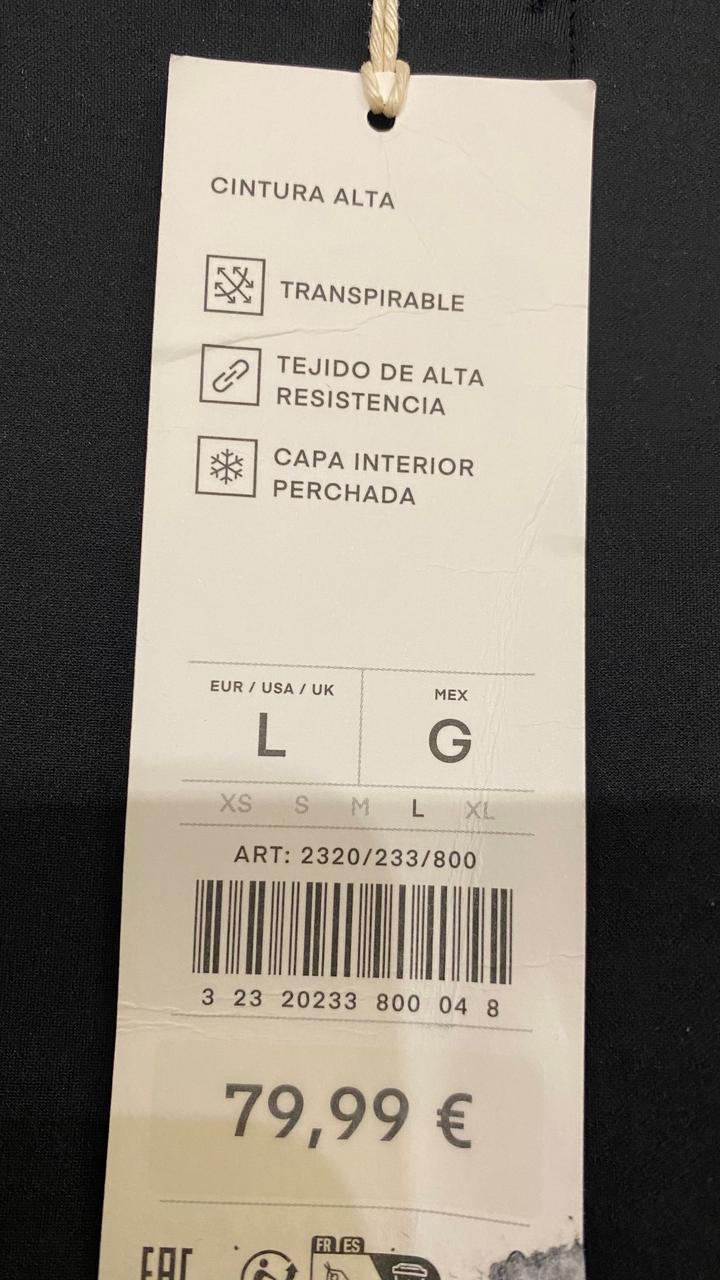 CINTURA ALTA
TRANSPIRABLE
TEJIDO DE ALTA
RESISTENCIA
CAPA INTERIOR
PERCHADA
EUR / USA / UK
MEX
L
G
XS S M L XL
ART: 2320/233/800
3 23 20233 800 04 8
79,99 €
EAC
FR ES